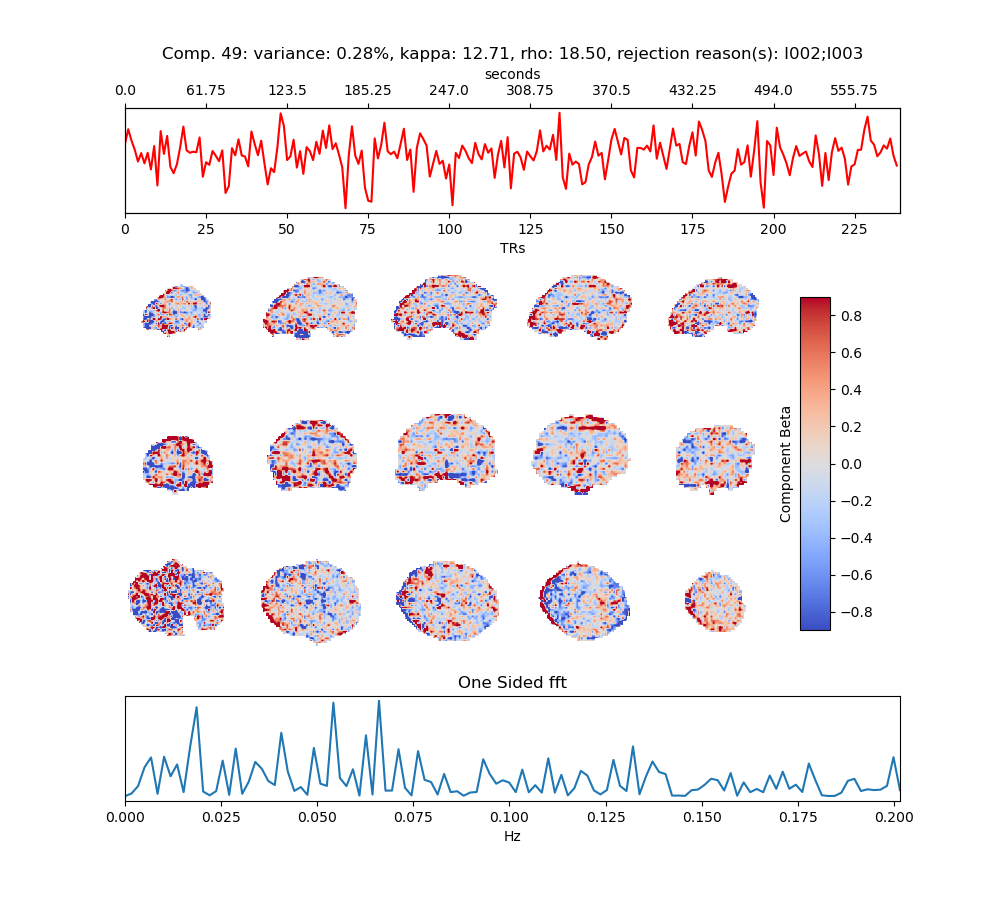 Comp. 49: variance: 0.28%, kappa: 12.71, rho: 18.50, rejection reason(s): I002;I003
seconds
0.0 61.75 123.5 185.25 247.0 308.75 370.5 432.25 494.0 555.75
0 25 50 75 100 125 150 175 200 225
TRs
0.8
0.6
0.4
0.2
0.0
−0.2
−0.4
−0.6
−0.8
Component Beta
One Sided fft
0.000 0.025 0.050 0.075 0.100 0.125 0.150 0.175 0.200
Hz